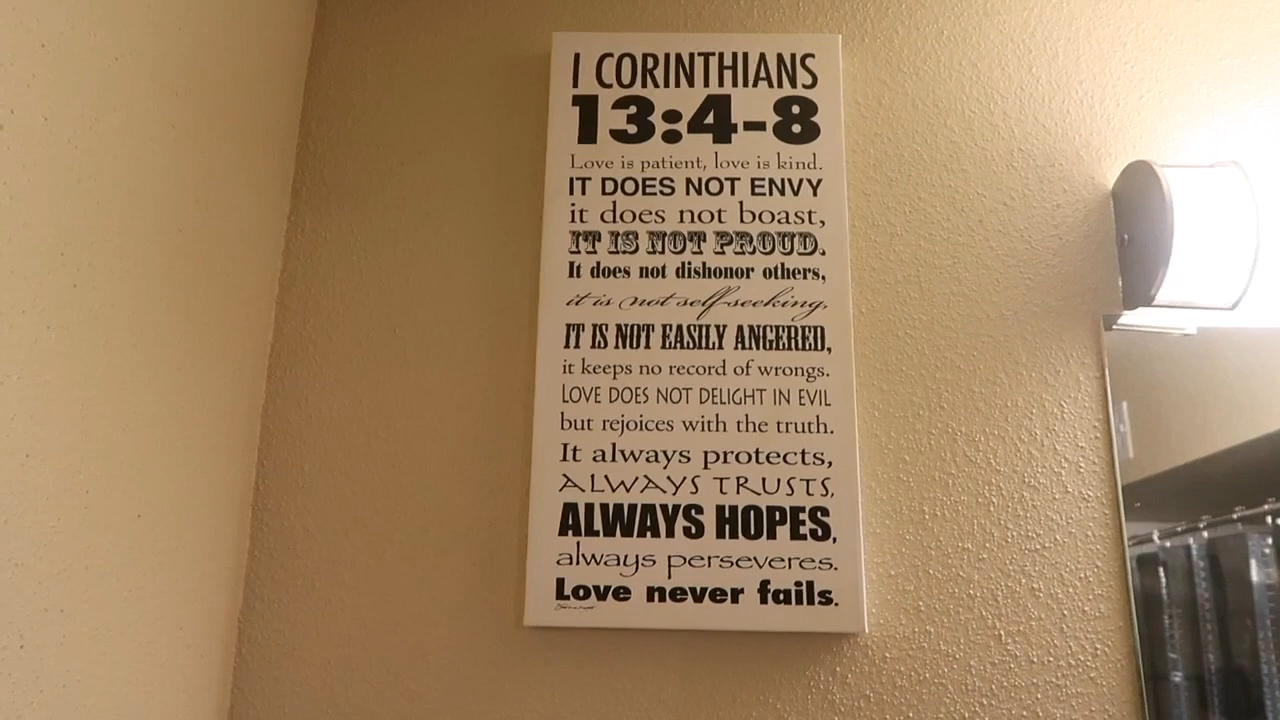 I CORINTHIANS
13:4-8
Love is patient, love is kind.
IT DOES NOT ENVY
it does not boast,
IT IS NOT PROUD.
It does not dishonor others,
it is not self-seeking,
IT IS NOT EASILY ANGERED,
it keeps no record of wrongs.
LOVE DOES NOT DELIGHT IN EVIL
but rejoices with the truth.
It always protects,
ALWAYS TRUSTS,
ALWAYS HOPES,
always perseveres.
Love never fails.